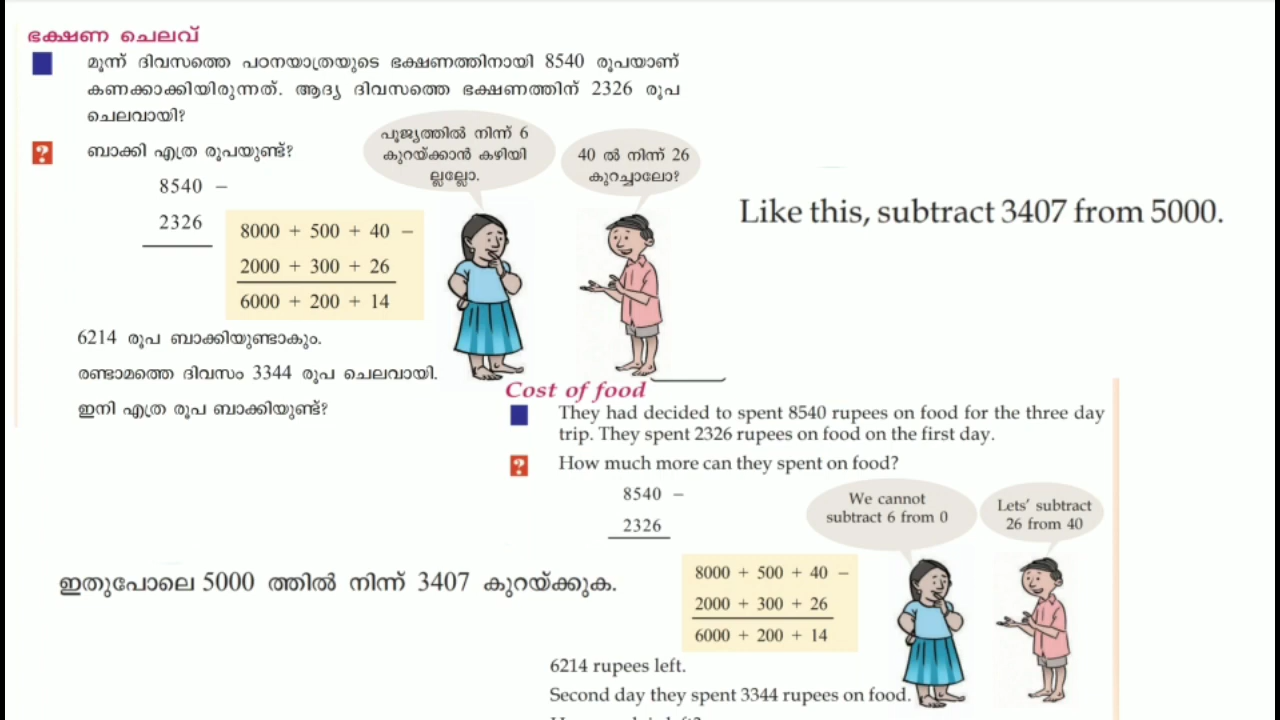 ഭക്ഷണ ചെലവ്
മൂന്ന് ദിവസത്തെ പഠനയാത്രയുടെ ഭക്ഷണത്തിനായി 8540 രൂപയാണ്
കണക്കാക്കിയിരുന്നത്. ആദ്യ ദിവസത്തെ ഭക്ഷണത്തിന് 2326 രൂപ
ചെലവായി?
? ബാക്കി എത്ര രൂപയുണ്ട്?
8540 –
2326
8000 + 500 + 40 –
2000 + 300 + 26
6000 + 200 + 14
പൂജ്യത്തിൽ നിന്ന് 6
കുറയ്ക്കാൻ കഴിയി
ല്ലല്ലോ.
40 ൽ നിന്ന് 26
കുറച്ചാലോ?
6214 രൂപ ബാക്കിയുണ്ടാകും.
രണ്ടാമത്തെ ദിവസം 3344 രൂപ ചെലവായി.
ഇനി എത്ര രൂപ ബാക്കിയുണ്ട്?
Like this, subtract 3407 from 5000.
Cost of food
They had decided to spent 8540 rupees on food for the three day
trip. They spent 2326 rupees on food on the first day.
? How much more can they spent on food?
8540 –
2326
We cannot
subtract 6 from 0
Lets' subtract
26 from 40
8000 + 500 + 40 –
2000 + 300 + 26
6000 + 200 + 14
6214 rupees left.
Second day they spent 3344 rupees on food.
ഇതുപോലെ 5000 ത്തിൽ നിന്ന് 3407 കുറയ്ക്കുക.